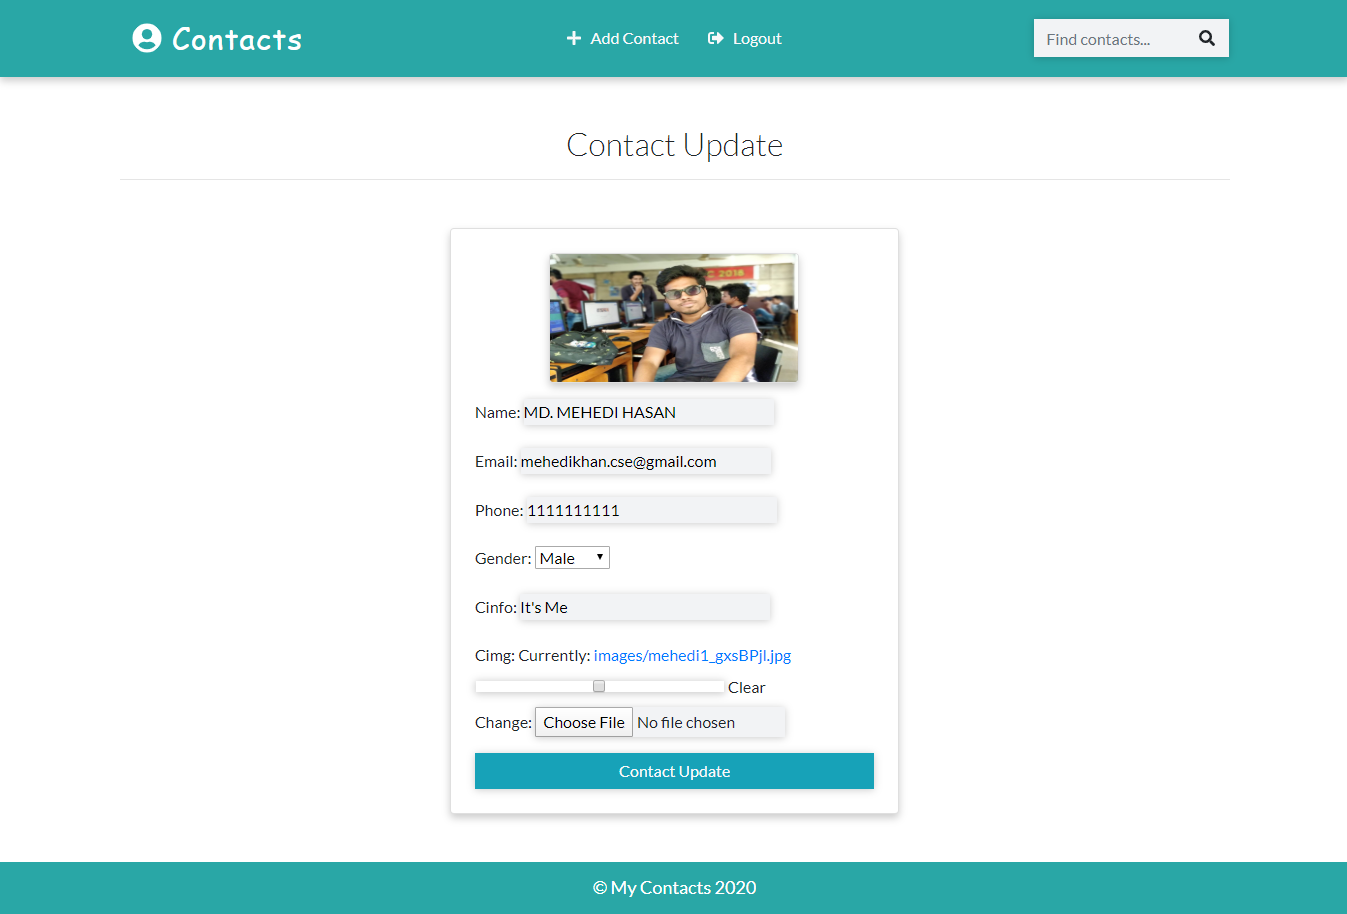 Contacts
Add Contact
Logout
Find contacts...
Contact Update
2018
Name: MD. MEHEDI HASAN
Email: mehedikhan.cse@gmail.com
Phone: 1111111111
Gender: Male
Cinfo: It's Me
Cimg: Currently: images/mehedi1_gxsBPjl.jpg
Clear
Change: Choose File No file chosen
Contact Update
© My Contacts 2020